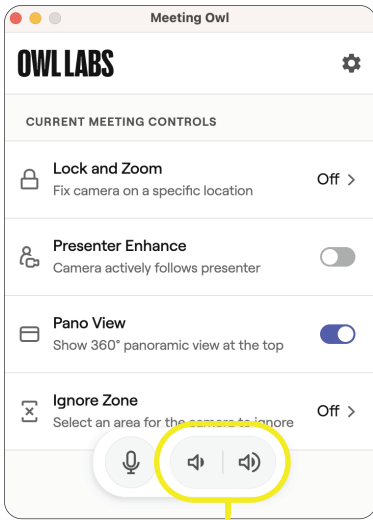 Meeting Owl
OWL LABS
CURRENT MEETING CONTROLS
Lock and Zoom
Off
Fix camera on a specific location
Presenter Enhance
Camera actively follows presenter
Pano View
Show 360° panoramic view at the top
Ignore Zone
Off
Select an area for the camera to ignore